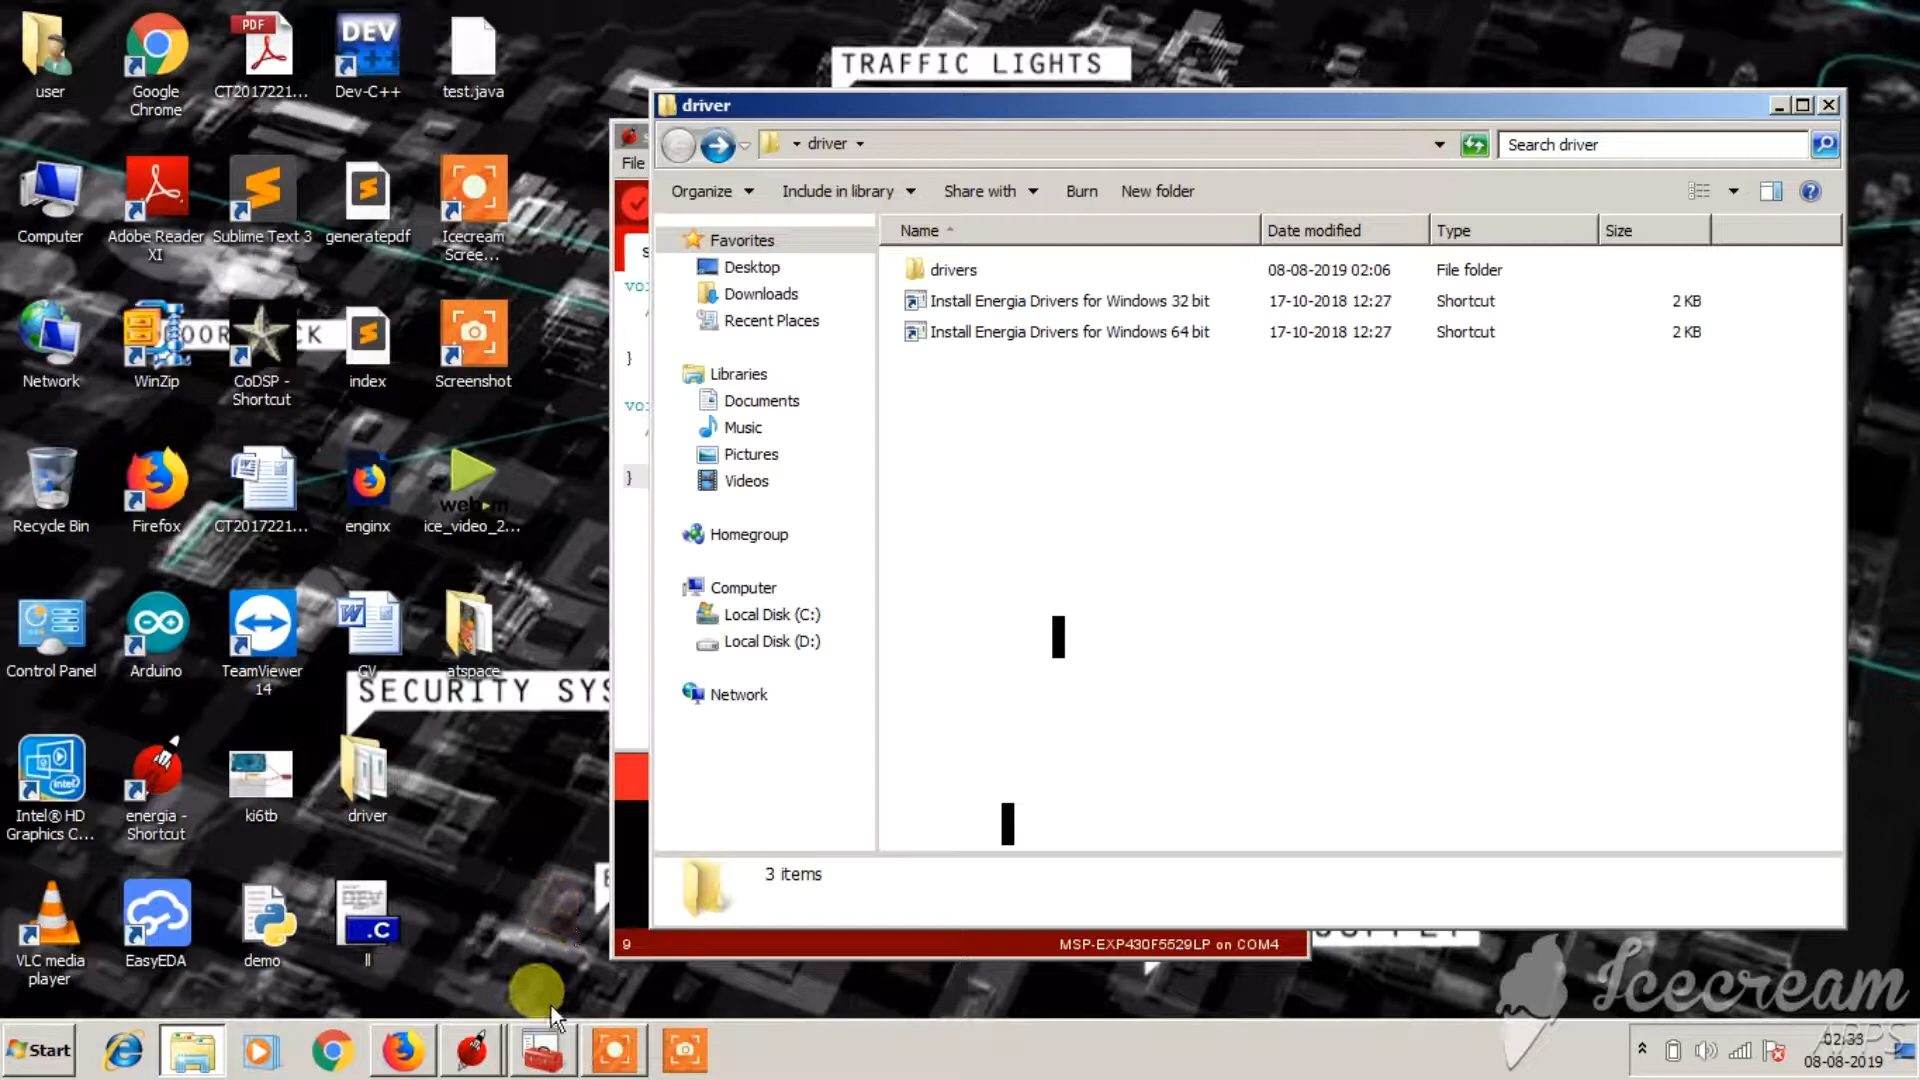 TRAFFIC LIGHTS
user
Google
Chrome
PDF
CT2017221...
DEV
Dev-C++
test.java
Computer
Adobe Reader
XI
Sublime Text 3
generatepdf
Icecream
Scree...
Network
WinZip
CoDSP -
Shortcut
index
Screenshot
Recycle Bin
Firefox
CT2017221...
enginx
ice_video_2...
Control Panel
Arduino
TeamViewer
14
GV
atspace
SECURITY SYS
Intel® HD
Graphics C...
energia -
Shortcut
ki6tb
driver
VLC media
player
EasyEDA
demo
.C
ll
File
}
}
9
MSP-EXP430F5529LP on COM4
driver
driver
Search driver
Organize
Include in library
Share with
Burn
New folder
Name
Date modified
Type
Size
drivers
08-08-2019 02:06
File folder
Install Energia Drivers for Windows 32 bit
17-10-2018 12:27
Shortcut
2 KB
Install Energia Drivers for Windows 64 bit
17-10-2018 12:27
Shortcut
2 KB
Favorites
Desktop
Downloads
Recent Places
Libraries
Documents
Music
Pictures
Videos
Homegroup
Computer
Local Disk (C:)
Local Disk (D:)
Network
3 items
Icecream
APPS
Start
02:33
08-08-2019